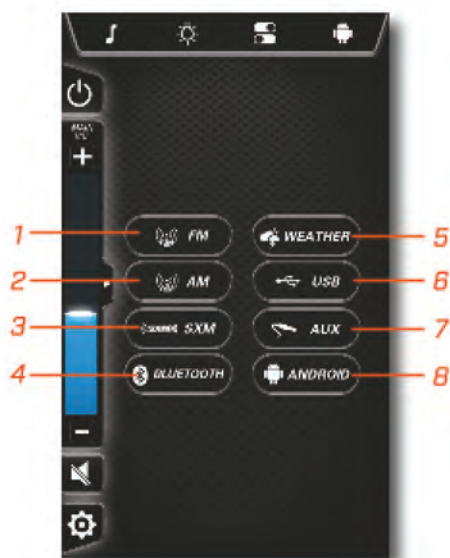 1 FM
2 AM
3 SXM
4 BLUETOOTH
5 WEATHER
6 USB
7 AUX
8 ANDROID
+
-